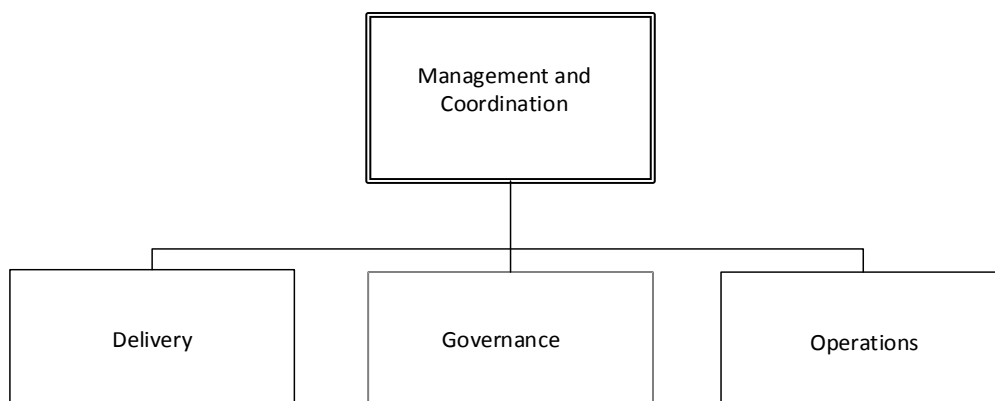 Management and
Coordination
Delivery
Governance
Operations